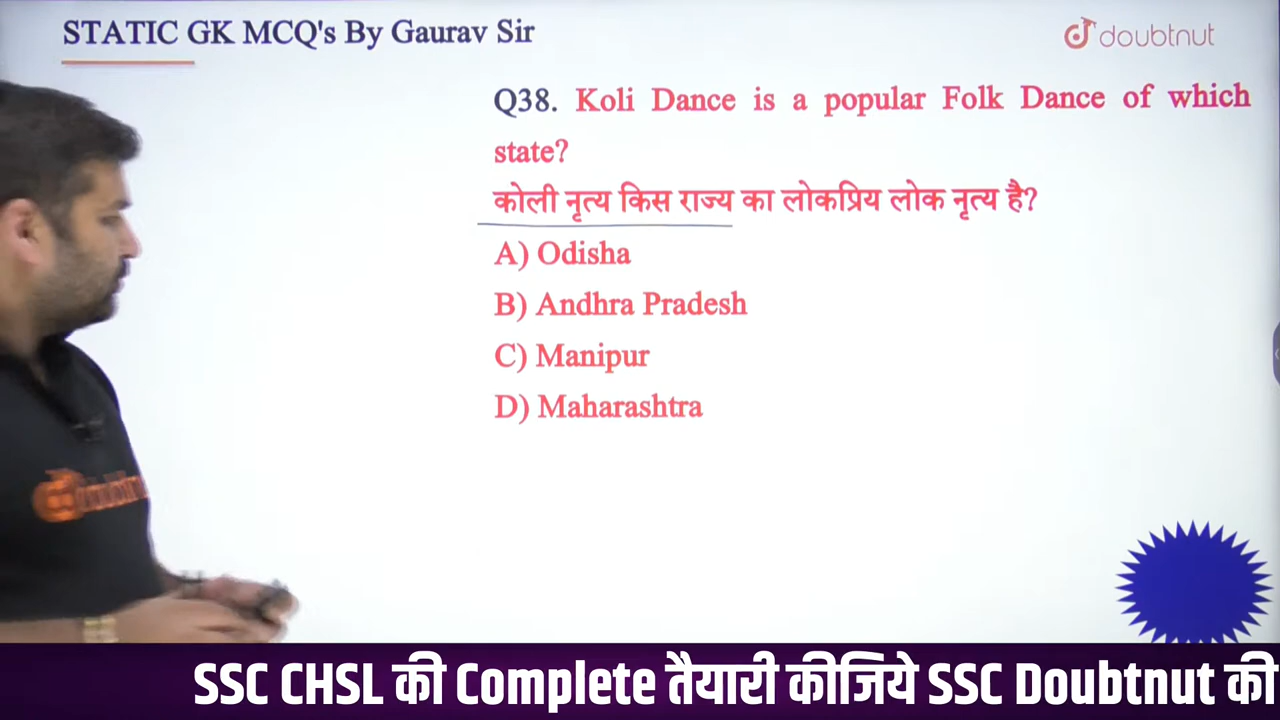 STATIC GK MCQ's By Gaurav Sir
doubtnut
Q38. Koli Dance is a popular Folk Dance of which
state?
कोली नृत्य किस राज्य का लोकप्रिय लोक नृत्य है?
A) Odisha
B) Andhra Pradesh
C) Manipur
D) Maharashtra
SSC CHSL की Complete तैयारी कीजिये SSC Doubtnut की